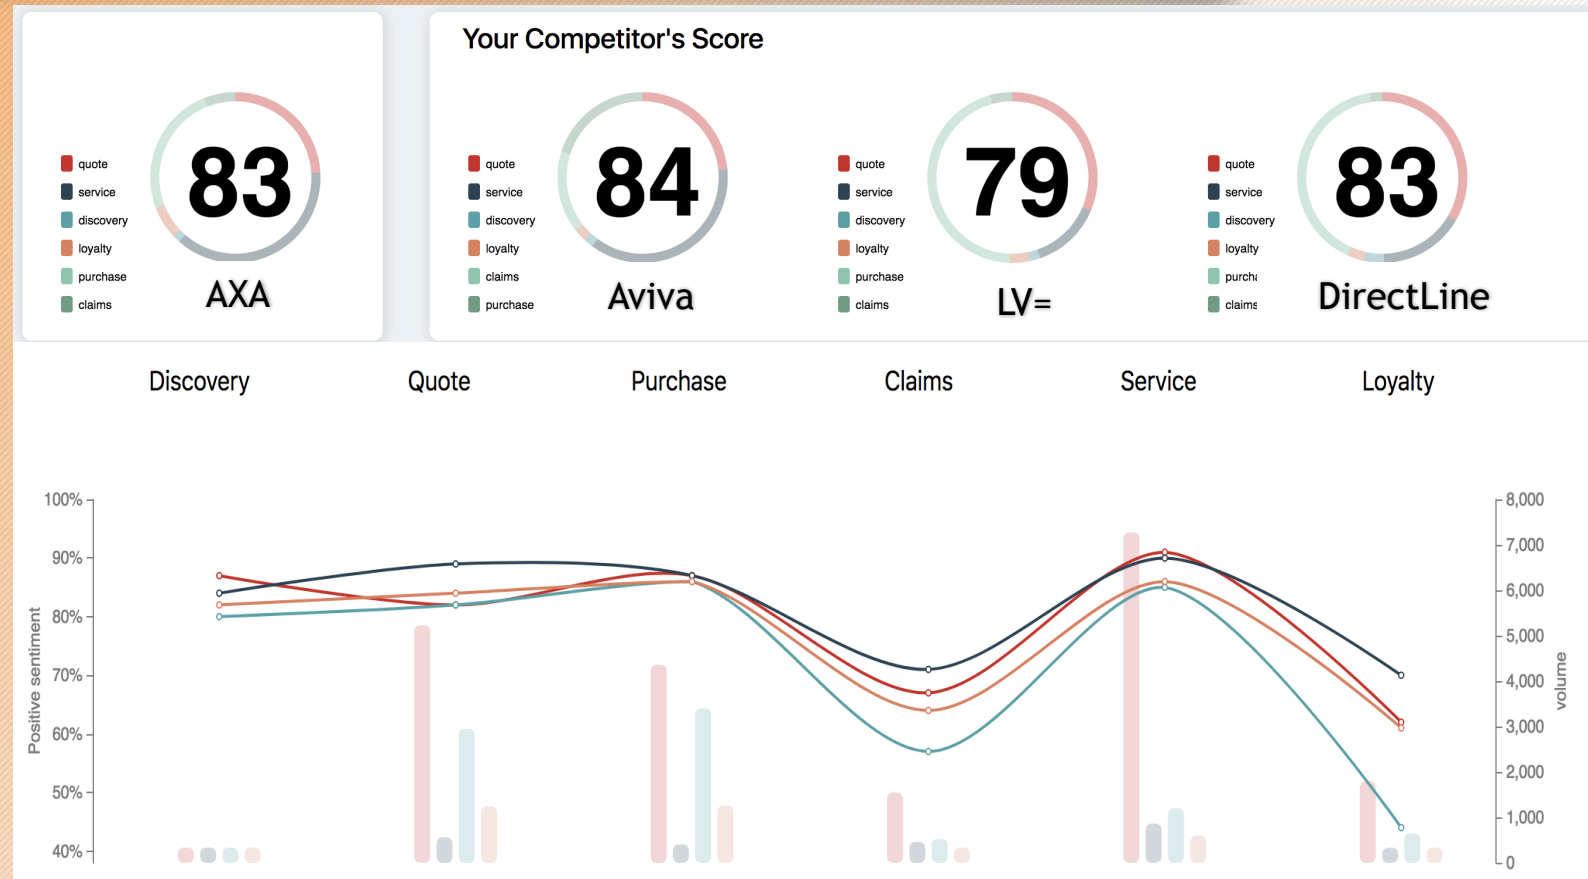 Your Competitor's Score
quote
service
discovery
loyalty
purchase
claims
83
AXA
quote
service
discovery
loyalty
claims
purchase
84
Aviva
quote
service
discovery
loyalty
purchase
claims
79
LV=
quote
service
discovery
loyalty
purcha
claims
83
DirectLine
Discovery Quote Purchase Claims Service Loyalty
Positive sentiment
100%
90%
80%
70%
60%
50%
40%
8,000
7,000
6,000
5,000
4,000
3,000
2,000
1,000
0
volume